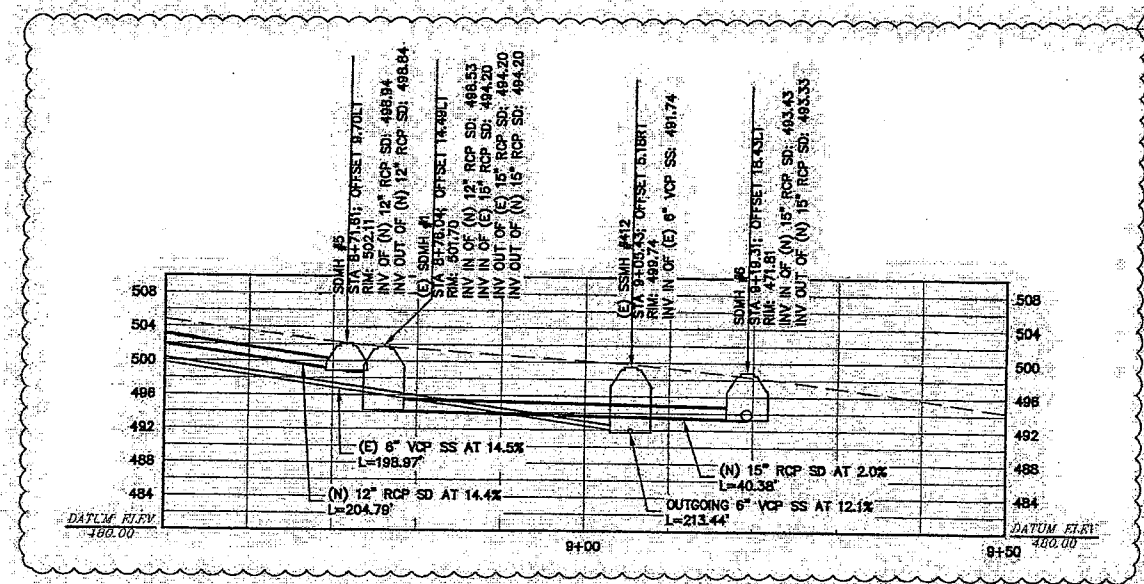 SDMH #5
STA 8+71.61; OFFSET 9.70LT
RIM: 502.11
INV OF (N) 12" RCP SD: 498.94
INV OUT OF (N) 12" RCP SD: 498.84
(E) SDMH #1
STA 8+76.04; OFFSET 14.49LT
RIM: 501.70
INV IN OF (N) 12" RCP SD: 498.53
INV IN OF (E) 15" RCP SD: 494.20
INV OUT OF (E) 15" RCP SD: 494.20
INV OUT OF (N) 15" RCP SD: 494.20
(E) SSMH #412
STA 9+05.43; OFFSET 5.18RT
RIM: 499.74
INV IN OF (E) 6" VCP SS: 491.74
SDMH #6
STA 9+19.31; OFFSET 18.43LT
RIM: 471.81
INV IN OF (N) 15" RCP SD: 493.43
INV OUT OF (N) 15" RCP SD: 493.33
508
504
500
496
492
488
484
DATUM ELEV
480.00
508
504
500
496
492
488
484
DATUM ELEV
480.00
(E) 6" VCP SS AT 14.5%
L=198.97'
(N) 12" RCP SD AT 14.4%
L=204.79'
(N) 15" RCP SD AT 2.0%
L=40.38'
OUTGOING 6" VCP SS AT 12.1%
L=213.44'
9+00
9+50